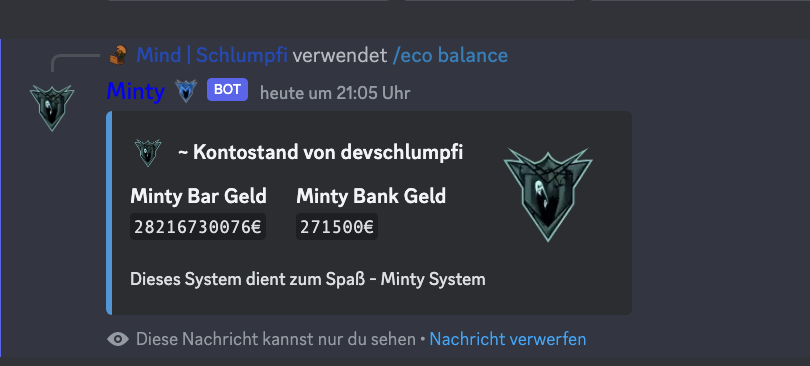 Mind | Schlumpfi verwendet /eco balance
Minty BOT heute um 21:05 Uhr
~ Kontostand von devschlumpfi
Minty Bar Geld Minty Bank Geld
28216730076€ 271500€
Dieses System dient zum Spaß - Minty System
Diese Nachricht kannst nur du sehen • Nachricht verwerfen